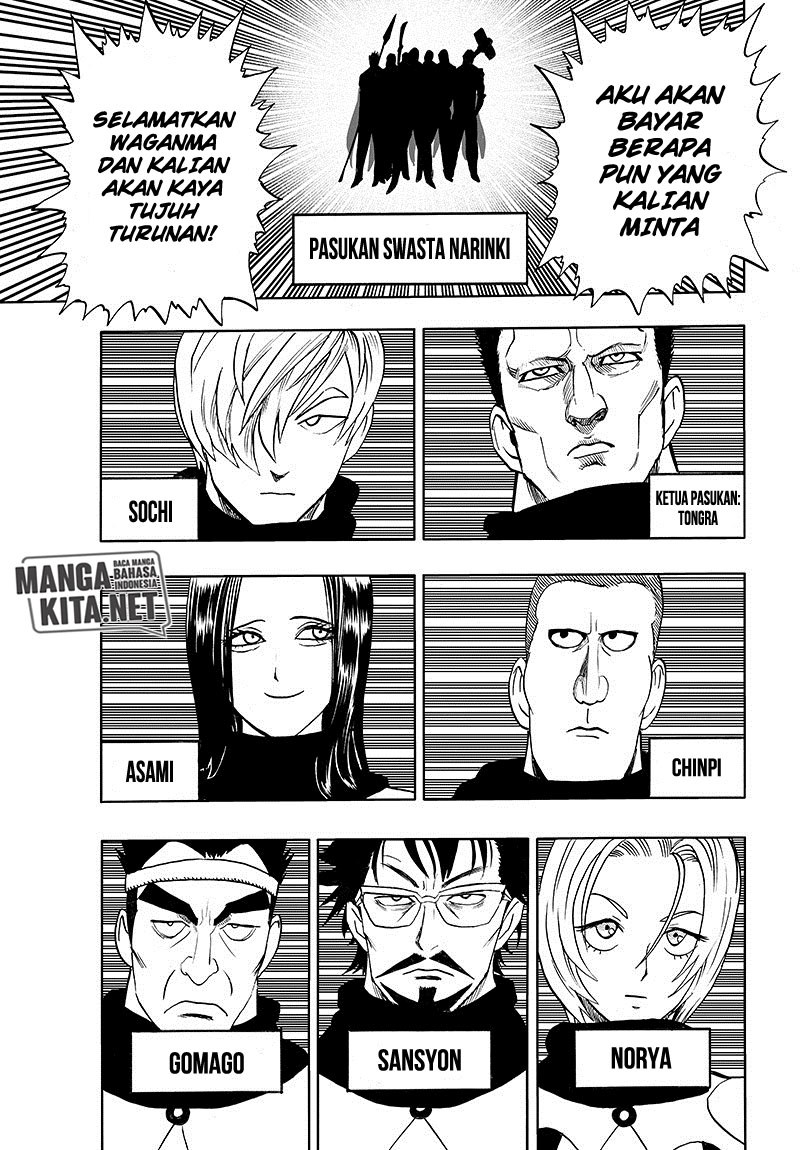 AKU AKAN
BAYAR
BERAPA
PUN YANG
KALIAN
MINTA
SELAMATKAN
WAGANMA
DAN KALIAN
AKAN KAYA
TUJUH
TURUNAN!
PASUKAN SWASTA NARINKI
KETUA PASUKAN:
TONGRA
SOCHI
MANGA
BACA MANGA
BAHASA
INDONESIA
KITA.NET
CHINPI
ASAMI
NORYA
SANSYON
GOMAGO